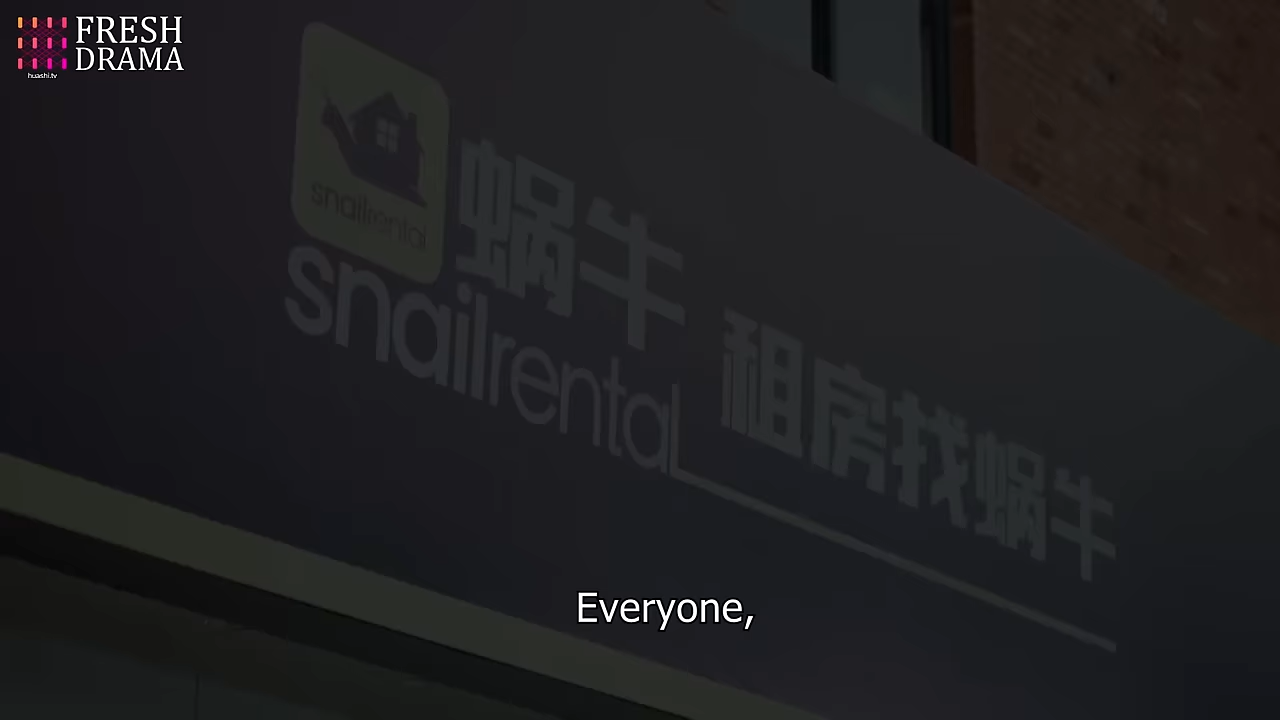 FRESH
DRAMA
huashi.tv
snailrental
蜗牛
snailrental
租房找蜗牛
Everyone,